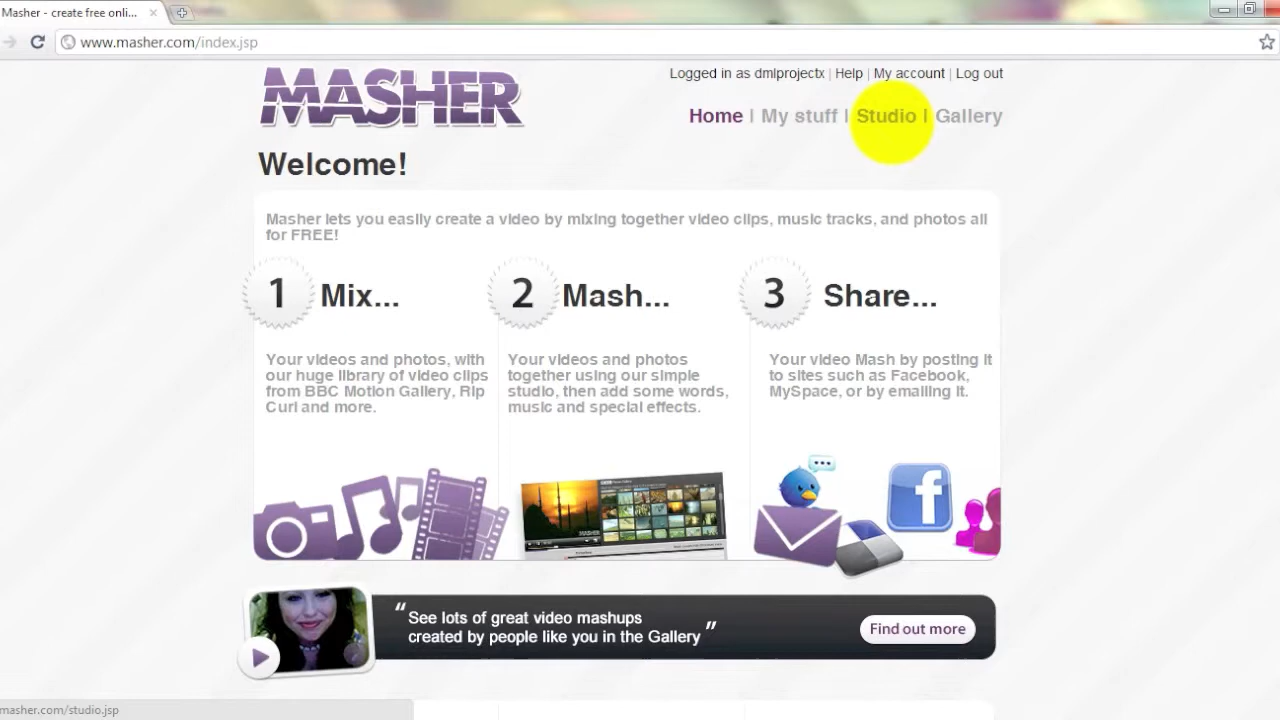 Masher - create free onli...
www.masher.com/index.jsp
MASHER
Logged in as dmlprojectx | Help | My account | Log out
Home | My stuff | Studio | Gallery
Welcome!
Masher lets you easily create a video by mixing together video clips, music tracks, and photos all
for FREE!
1 Mix...
Your videos and photos, with
our huge library of video clips
from BBC Motion Gallery, Rip
Curl and more.
2 Mash...
Your videos and photos
together using our simple
studio, then add some words,
music and special effects.
3 Share...
Your video Mash by posting it
to sites such as Facebook,
MySpace, or by emailing it.
f
“ See lots of great video mashups
created by people like you in the Gallery ”
Find out more
masher.com/studio.jsp